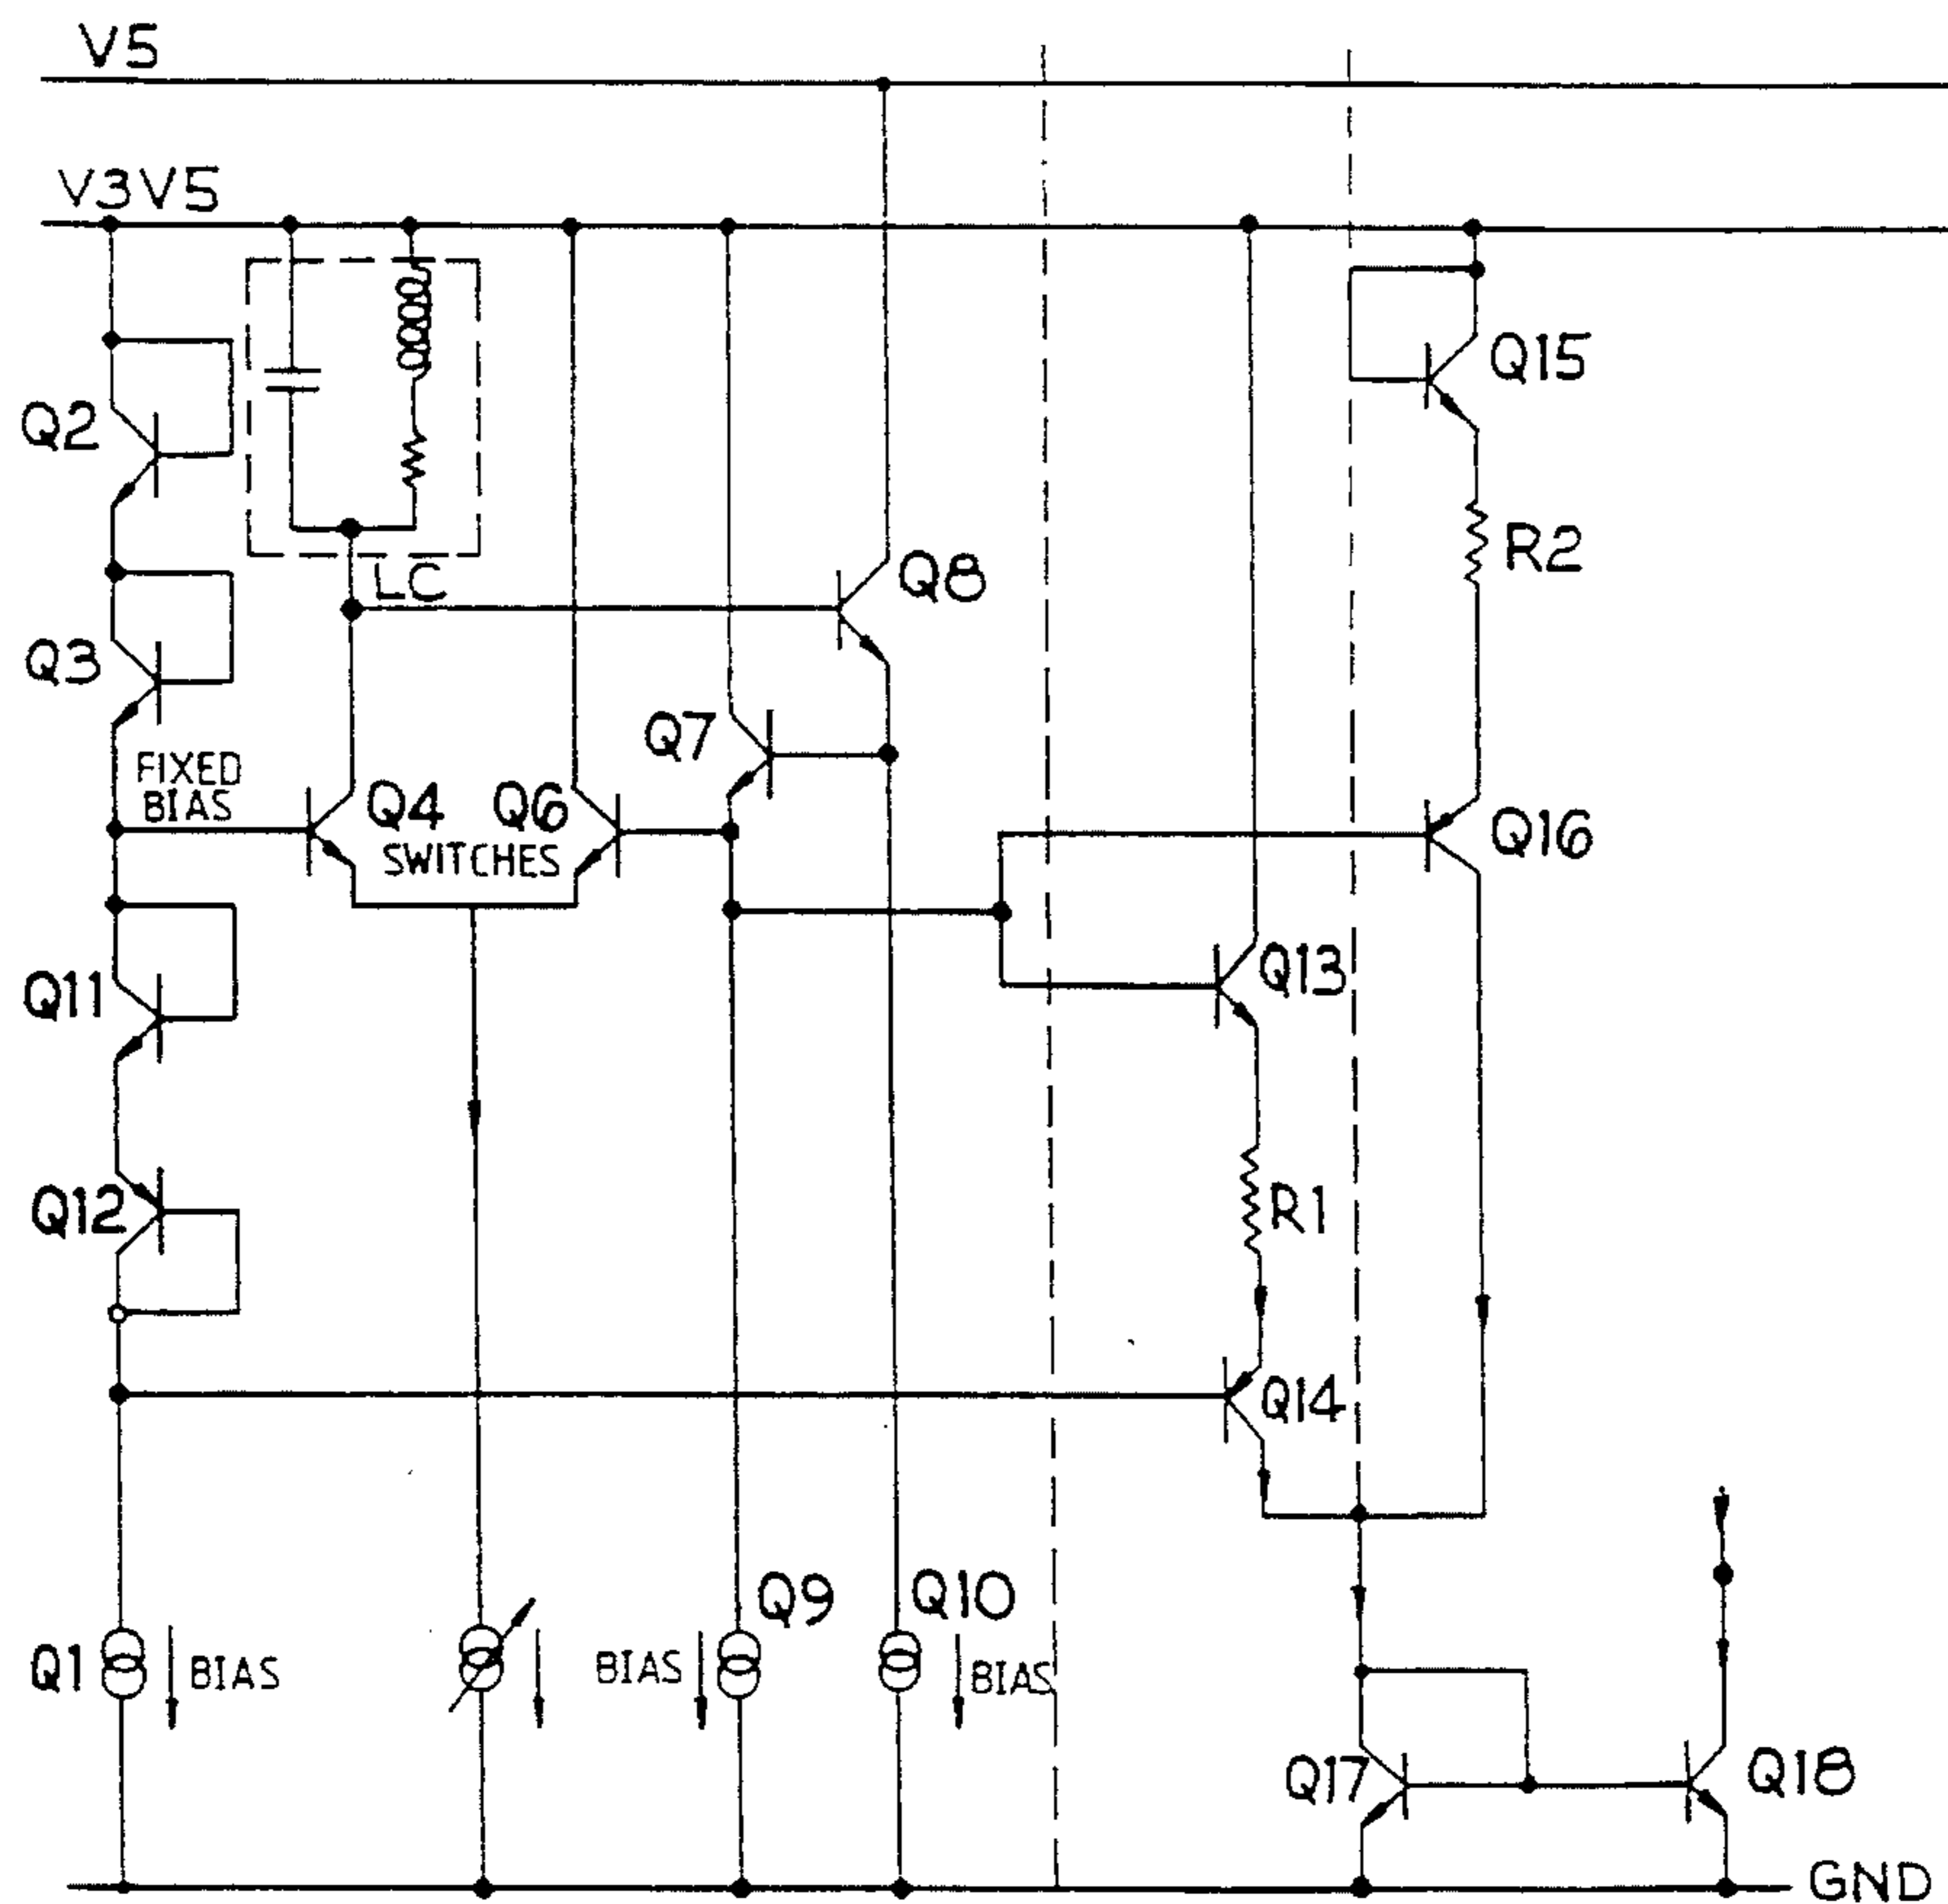 V5
V3V5
Q15
Q2
R2
Q8
LC
Q3
Q7
FIXED
BIAS
Q4
Q6
Q16
SWITCHES
Q13
Q11
Q12
R1
Q14
Q9
Q10
Q1
BIAS
BIAS
BIAS
Q17
Q18
GND